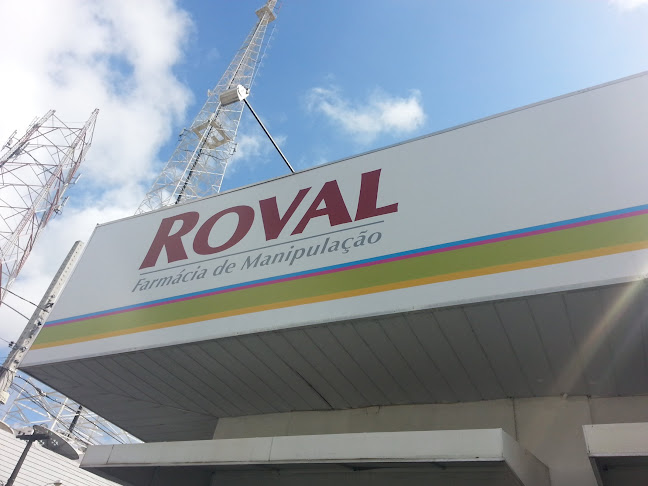 ROVAL
Farmácia de Manipulação